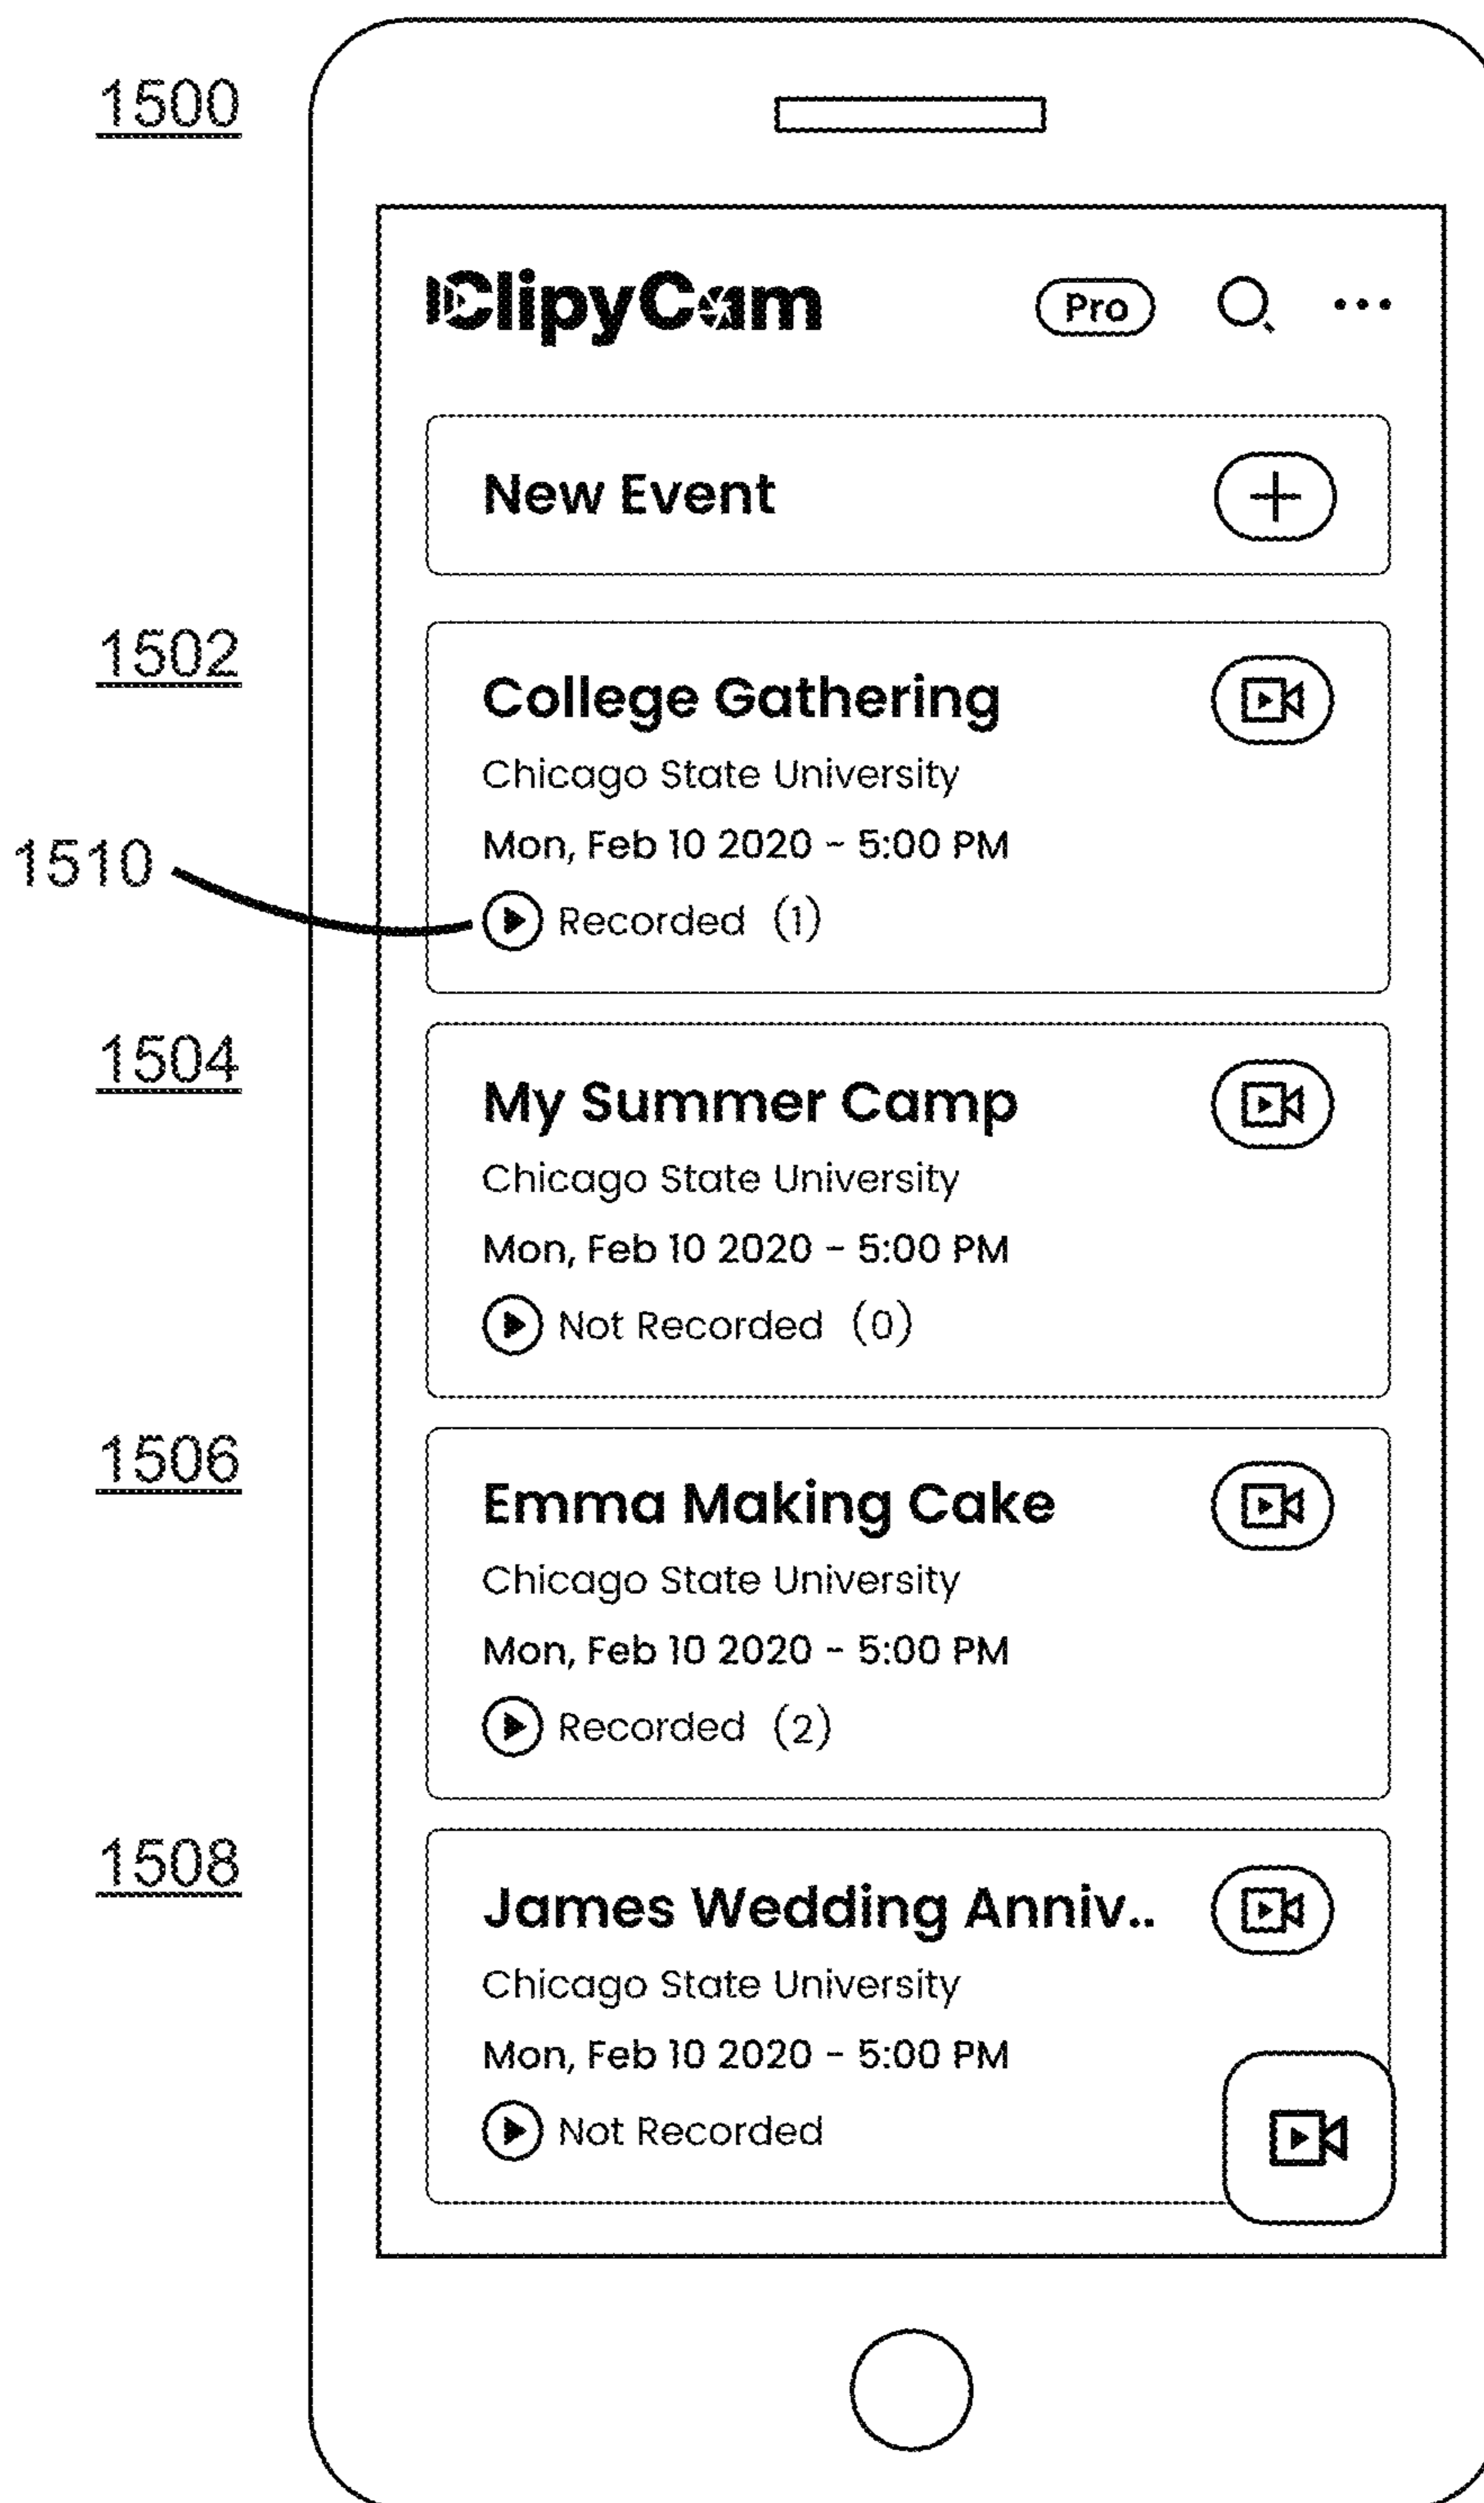 1500
ClipyCam Pro
New Event
1502
College Gathering
Chicago State University
Mon, Feb 10 2020 - 5:00 PM
1510
Recorded (1)
1504
My Summer Camp
Chicago State University
Mon, Feb 10 2020 - 5:00 PM
Not Recorded (0)
1506
Emma Making Cake
Chicago State University
Mon, Feb 10 2020 - 5:00 PM
Recorded (2)
1508
James Wedding Anniv..
Chicago State University
Mon, Feb 10 2020 - 5:00 PM
Not Recorded